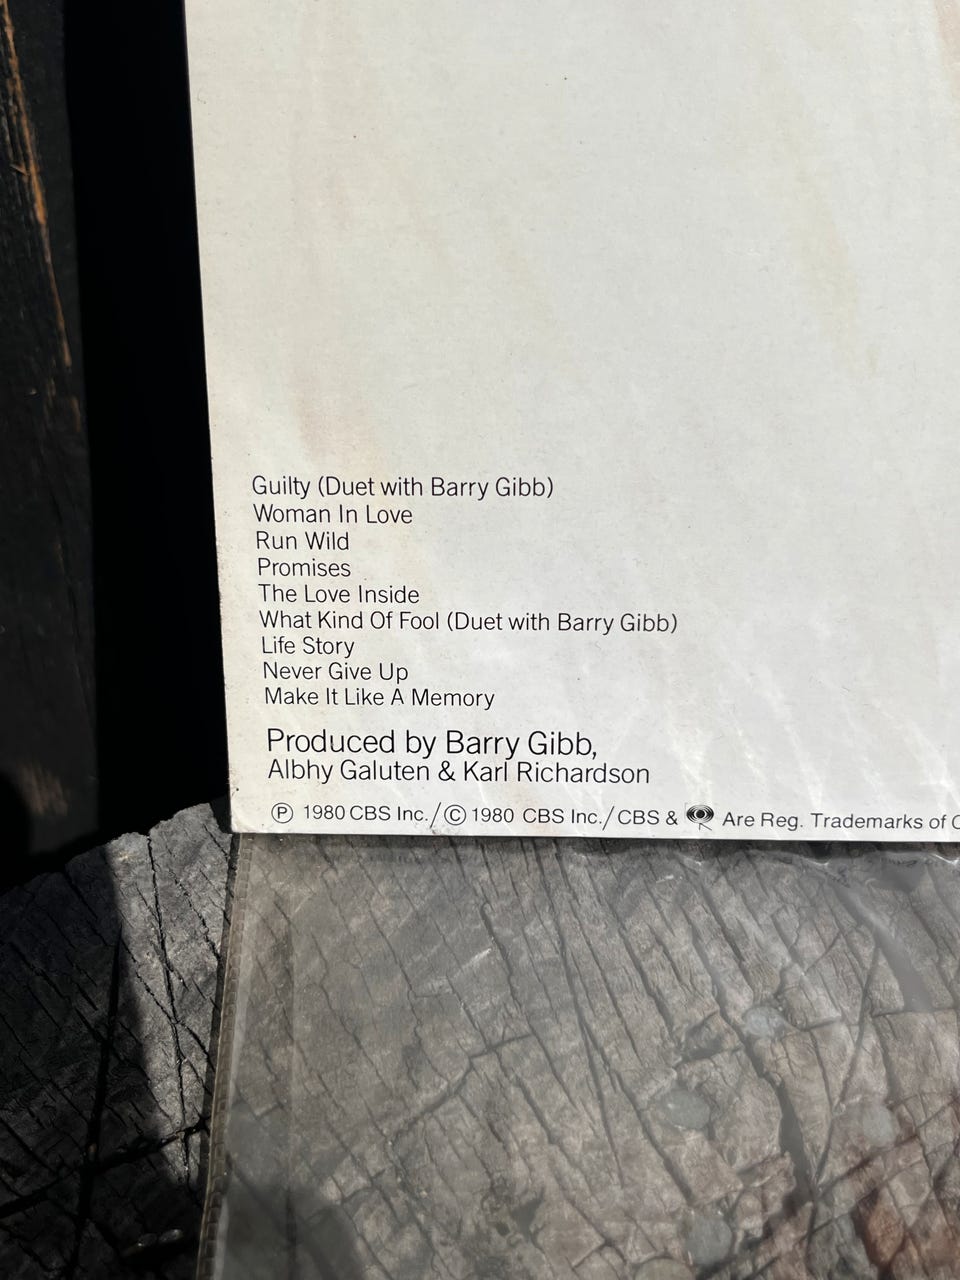 Guilty (Duet with Barry Gibb)
Woman In Love
Run Wild
Promises
The Love Inside
What Kind Of Fool (Duet with Barry Gibb)
Life Story
Never Give Up
Make It Like A Memory
Produced by Barry Gibb,
Albhy Galuten & Karl Richardson
℗ 1980 CBS Inc./© 1980 CBS Inc./CBS & Are Reg. Trademarks of